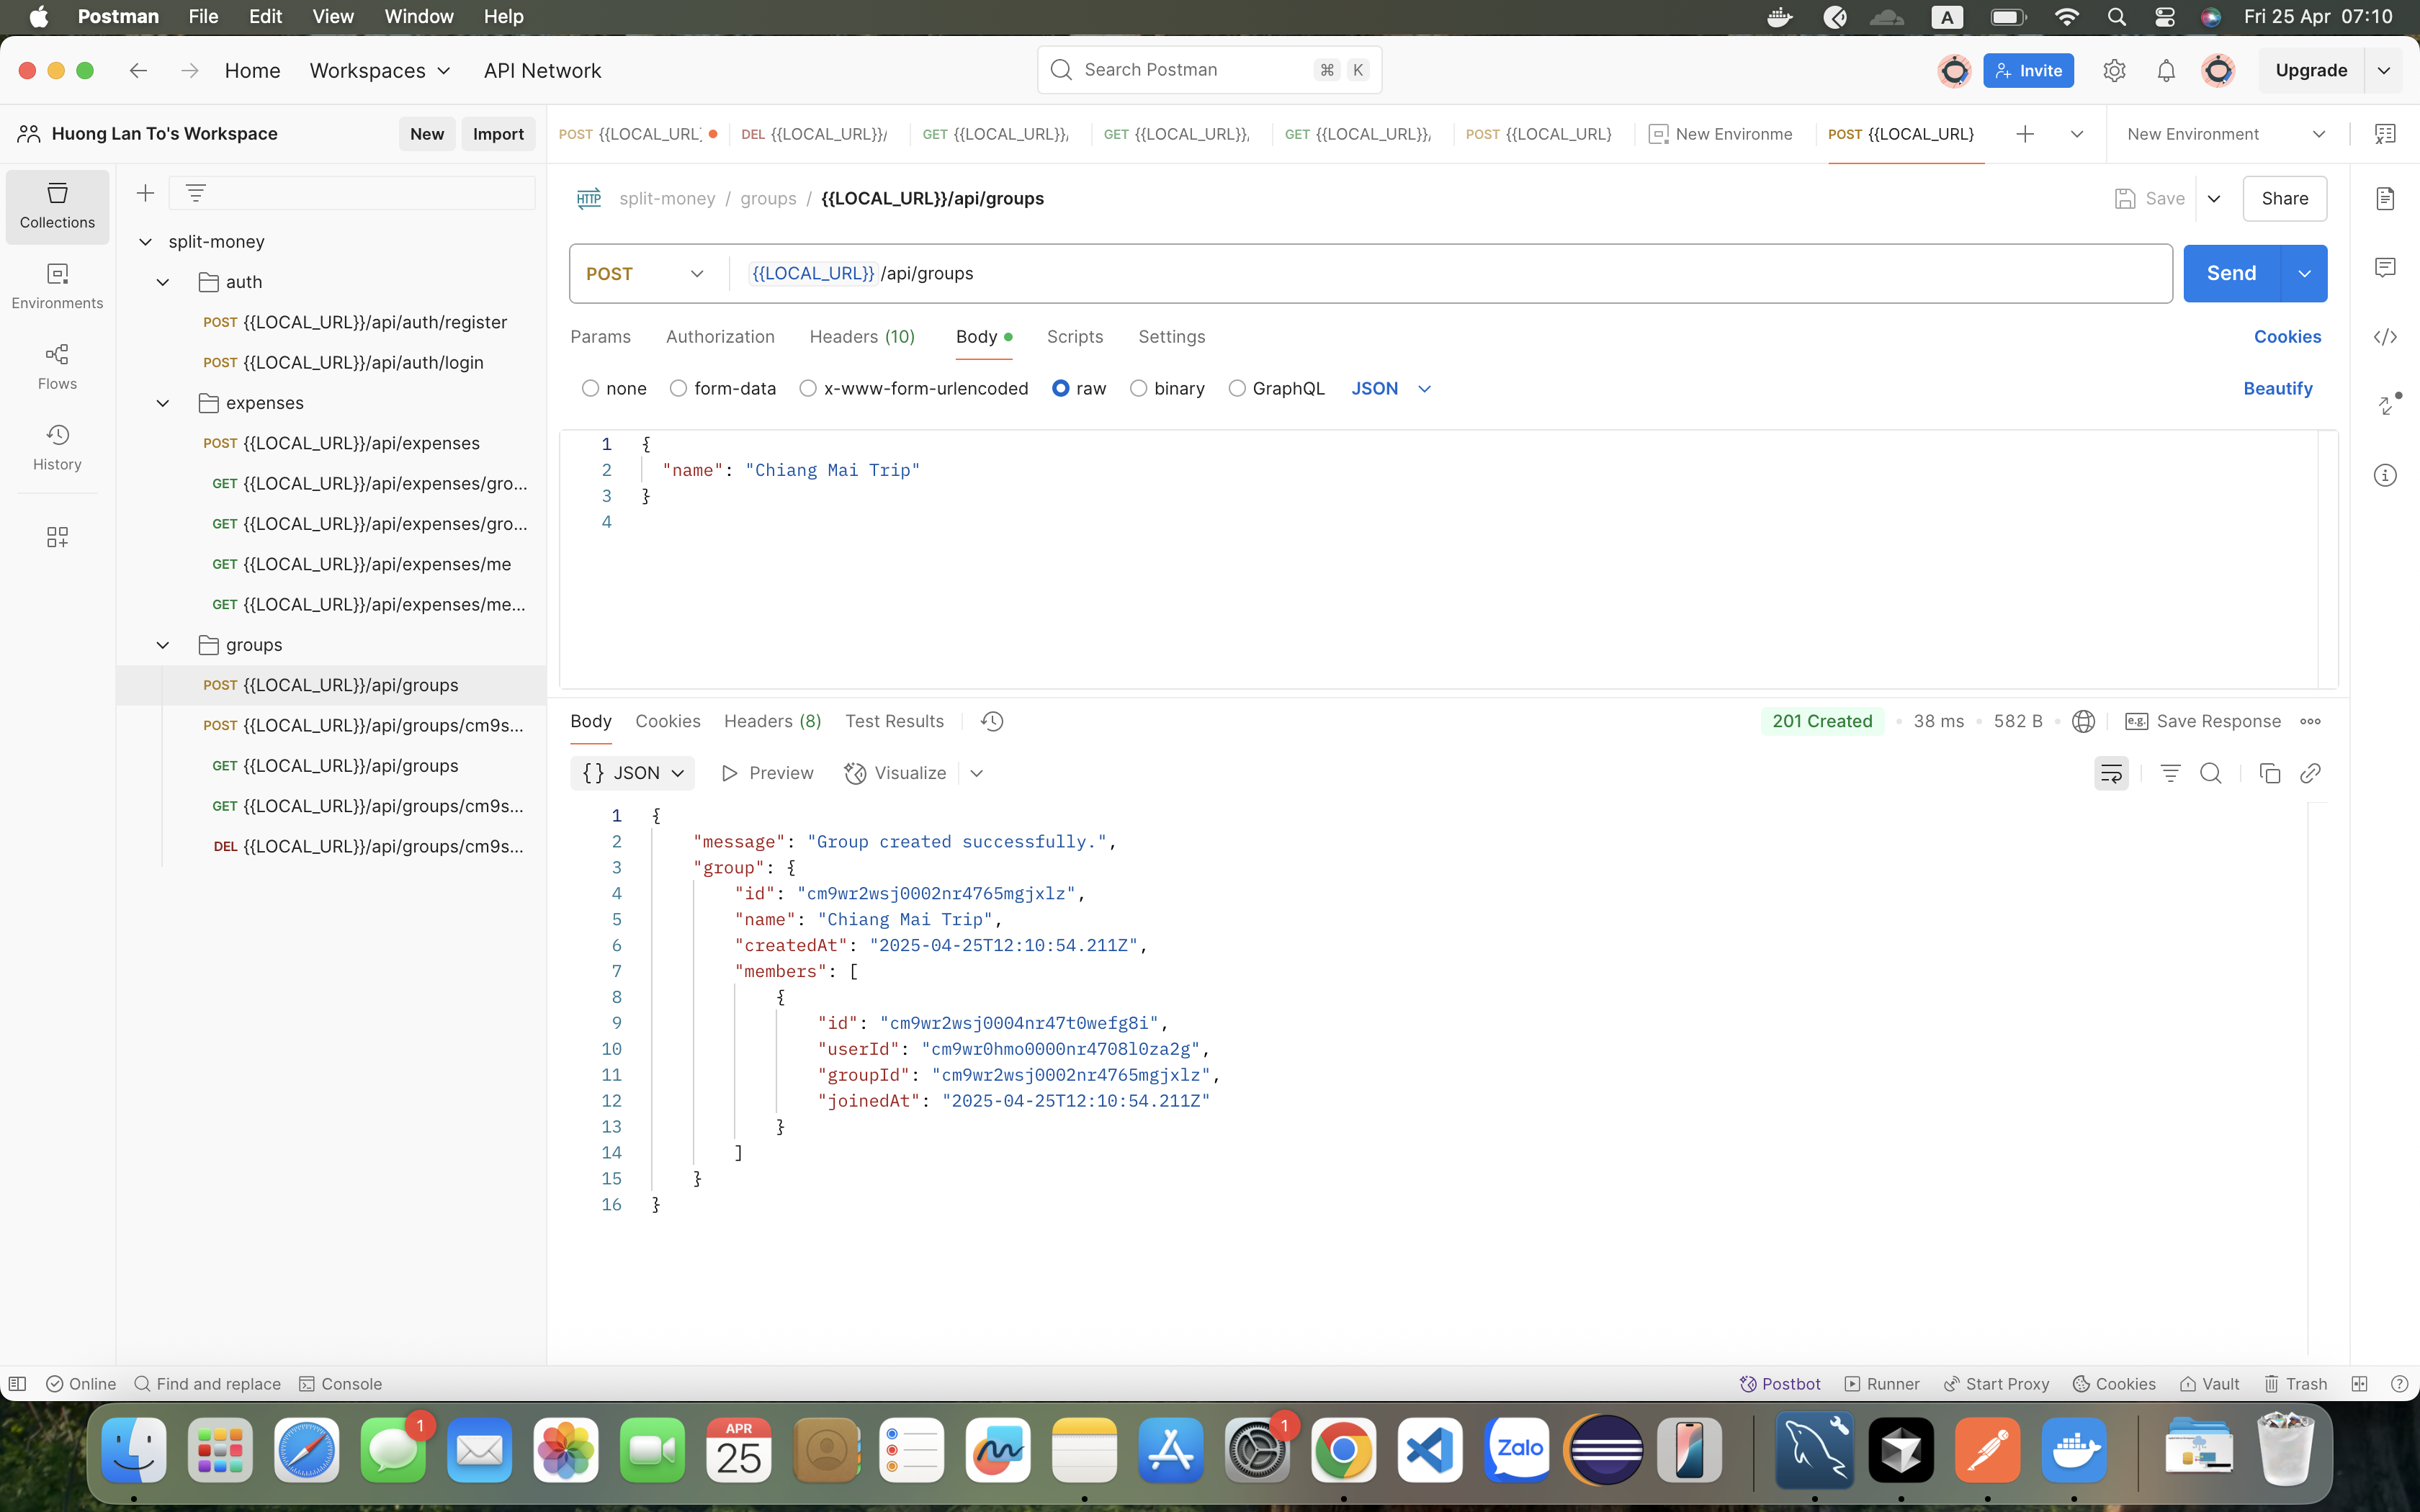 Postman File Edit View Window Help A Fri 25 Apr 07:10
Home Workspaces API Network Search Postman ⌘ K Invite Upgrade
Huong Lan To's Workspace New Import POST {{LOCAL_URL} DEL {{LOCAL_URL}}/ GET {{LOCAL_URL}}/ GET {{LOCAL_URL}}/ GET {{LOCAL_URL}}/ POST {{LOCAL_URL} New Environme POST {{LOCAL_URL} New Environment
Collections
Environments
Flows
History
split-money
auth
POST {{LOCAL_URL}}/api/auth/register
POST {{LOCAL_URL}}/api/auth/login
expenses
POST {{LOCAL_URL}}/api/expenses
GET {{LOCAL_URL}}/api/expenses/gro...
GET {{LOCAL_URL}}/api/expenses/gro...
GET {{LOCAL_URL}}/api/expenses/me
GET {{LOCAL_URL}}/api/expenses/me...
groups
POST {{LOCAL_URL}}/api/groups
POST {{LOCAL_URL}}/api/groups/cm9s...
GET {{LOCAL_URL}}/api/groups
GET {{LOCAL_URL}}/api/groups/cm9s...
DEL {{LOCAL_URL}}/api/groups/cm9s...
HTTP split-money / groups / {{LOCAL_URL}}/api/groups Save Share
POST {{LOCAL_URL}} /api/groups Send
Params Authorization Headers (10) Body Scripts Settings Cookies
none form-data x-www-form-urlencoded raw binary GraphQL JSON Beautify
1 {
2 "name": "Chiang Mai Trip"
3 }
4
Body Cookies Headers (8) Test Results 201 Created 38 ms 582 B e.g. Save Response
{} JSON Preview Visualize
1 {
2 "message": "Group created successfully.",
3 "group": {
4 "id": "cm9wr2wsj0002nr4765mgjxlz",
5 "name": "Chiang Mai Trip",
6 "createdAt": "2025-04-25T12:10:54.211Z",
7 "members": [
8 {
9 "id": "cm9wr2wsj0004nr47t0wefg8i",
10 "userId": "cm9wr0hmo0000nr4708l0za2g",
11 "groupId": "cm9wr2wsj0002nr4765mgjxlz",
12 "joinedAt": "2025-04-25T12:10:54.211Z"
13 }
14 ]
15 }
16 }
Online Find and replace Console Postbot Runner Start Proxy Cookies Vault Trash
1 APR 25 1 Zalo